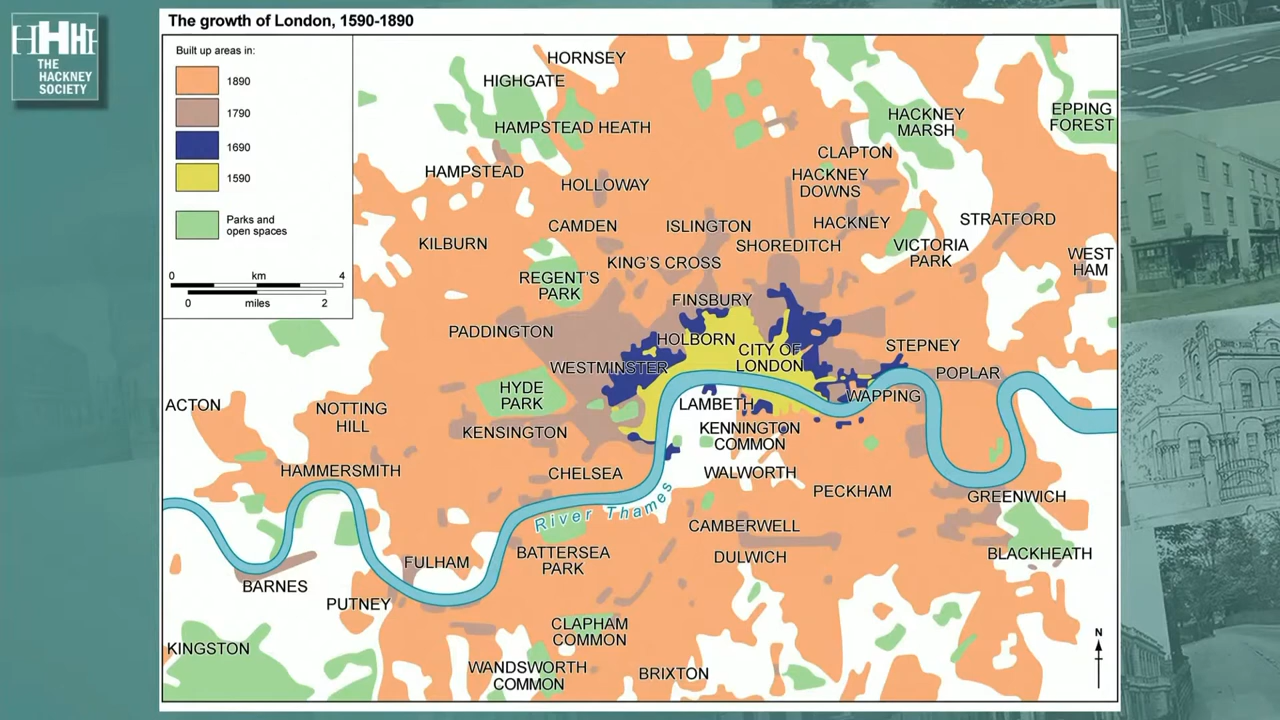 The growth of London, 1590-1890
HHH
THE
HACKNEY
SOCIETY
Built up areas in:
1890
1790
1690
1590
Parks and
open spaces
0 km 4
0 miles 2
HORNSEY
HIGHGATE
HAMPSTEAD HEATH
HACKNEY
MARSH
EPPING
FOREST
CLAPTON
HAMPSTEAD
HOLLOWAY
HACKNEY
DOWNS
CAMDEN
ISLINGTON
HACKNEY
STRATFORD
KILBURN
SHOREDITCH
VICTORIA
PARK
WEST
HAM
KING'S CROSS
REGENT'S
PARK
FINSBURY
PADDINGTON
HOLBORN
CITY OF
LONDON
STEPNEY
WESTMINSTER
POPLAR
HYDE
PARK
WAPPING
ACTON
NOTTING
HILL
LAMBETH
KENSINGTON
KENNINGTON
COMMON
HAMMERSMITH
CHELSEA
WALWORTH
PECKHAM
GREENWICH
River Thames
CAMBERWELL
BATTERSEA
PARK
DULWICH
BLACKHEATH
FULHAM
BARNES
PUTNEY
CLAPHAM
COMMON
KINGSTON
WANDSWORTH
COMMON
BRIXTON
N